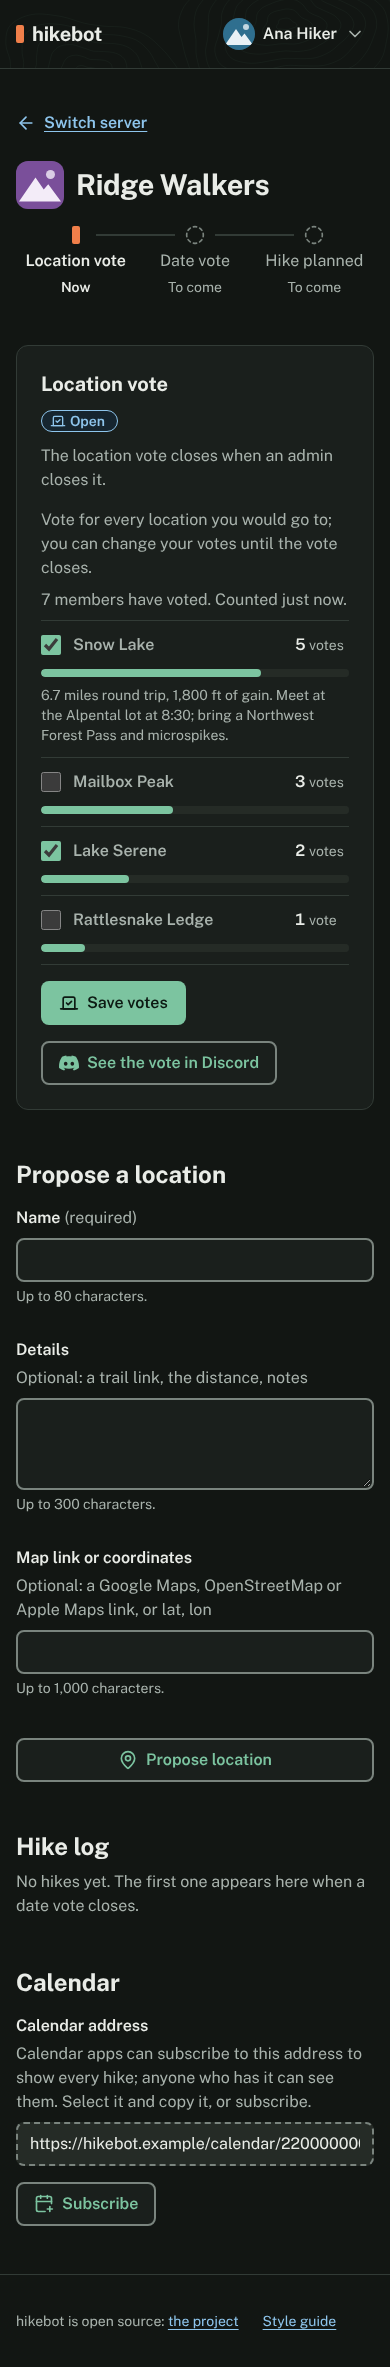 hikebot
Ana Hiker
Switch server
Ridge Walkers
Location vote
Date vote
Hike planned
Now
To come
To come
Location vote
Open
The location vote closes when an admin
closes it.
Vote for every location you would go to;
you can change your votes until the vote
closes.
7 members have voted. Counted just now.
Snow Lake 5 votes
6.7 miles round trip, 1,800 ft of gain. Meet at
the Alpental lot at 8:30; bring a Northwest
Forest Pass and microspikes.
Mailbox Peak 3 votes
Lake Serene 2 votes
Rattlesnake Ledge 1 vote
Save votes
See the vote in Discord
Propose a location
Name (required)
Up to 80 characters.
Details
Optional: a trail link, the distance, notes
Up to 300 characters.
Map link or coordinates
Optional: a Google Maps, OpenStreetMap or
Apple Maps link, or lat, lon
Up to 1,000 characters.
Propose location
Hike log
No hikes yet. The first one appears here when a
date vote closes.
Calendar
Calendar address
Calendar apps can subscribe to this address to
show every hike; anyone who has it can see
them. Select it and copy it, or subscribe.
https://hikebot.example/calendar/22000000
Subscribe
hikebot is open source: the project
Style guide